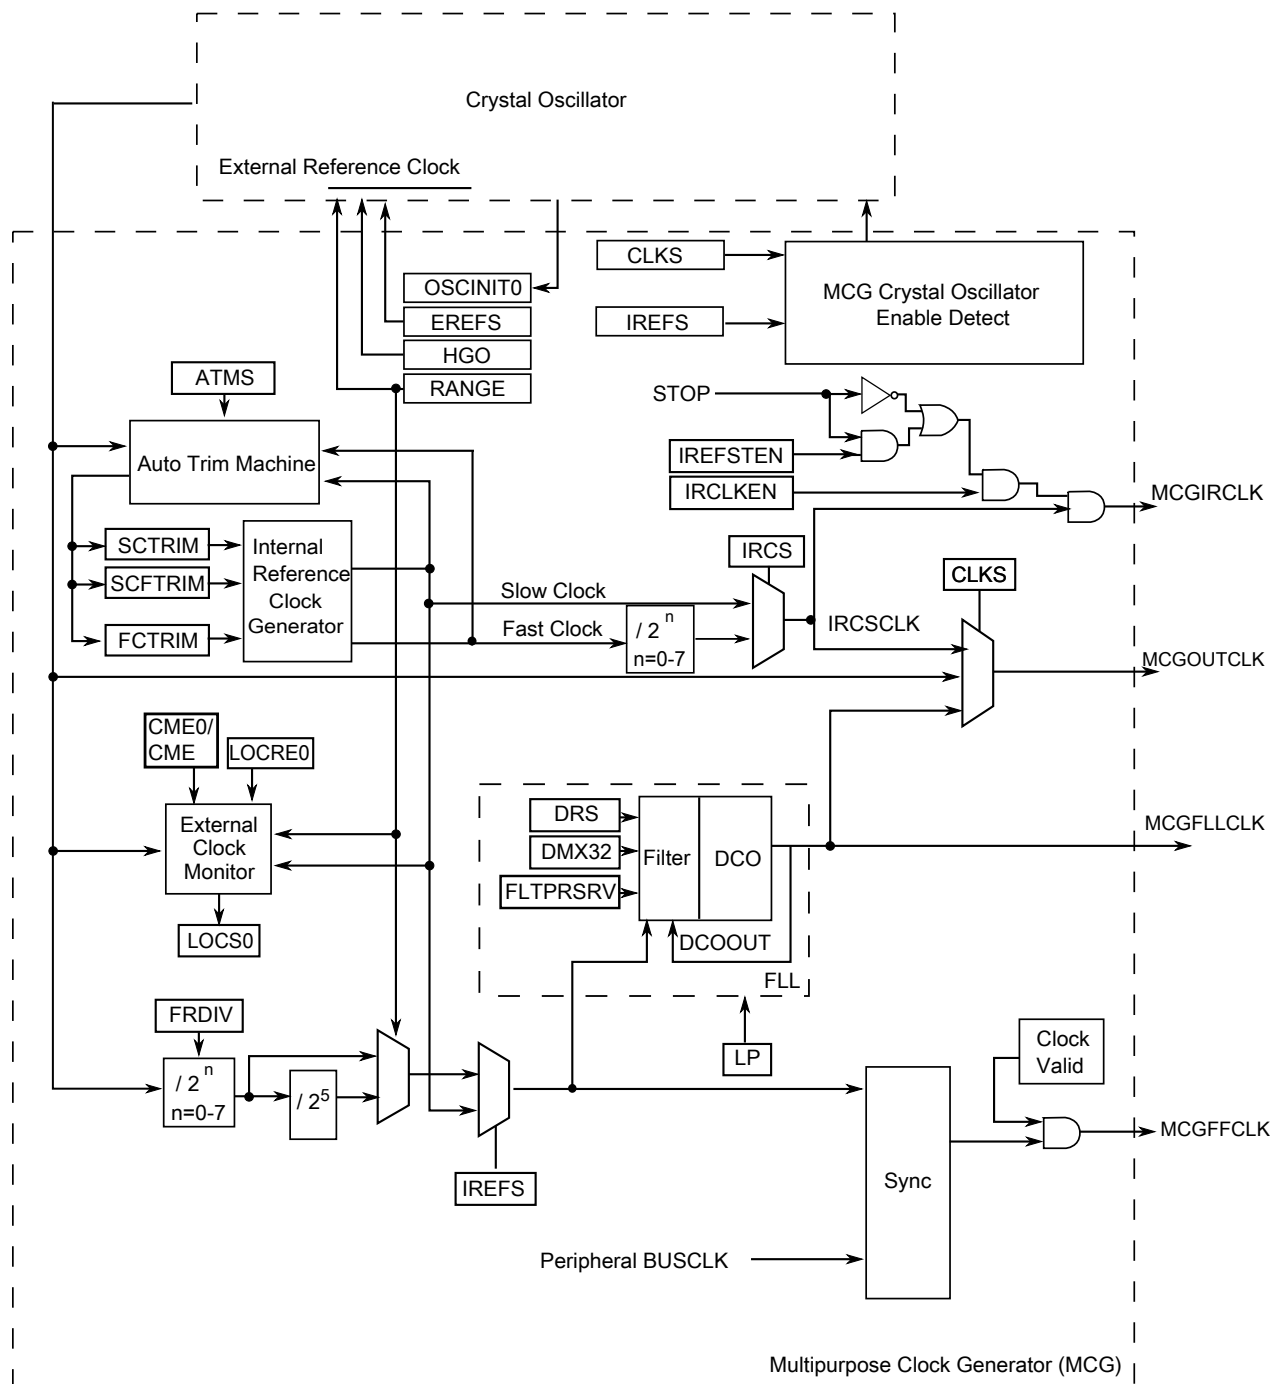 Crystal Oscillator
External Reference Clock
CLKS
OSCINIT0
MCG Crystal Oscillator
Enable Detect
EREFS
IREFS
HGO
ATMS
RANGE
STOP
Auto Trim Machine
IREFSTEN
IRCLKEN
MCGIRCLK
SCTRIM
Internal
Reference
Clock
Generator
IRCS
SCFTRIM
CLKS
Slow Clock
FCTRIM
Fast Clock
/ 2 n
n=0-7
IRCSCLK
MCGOUTCLK
CME0/
CME
LOCRE0
External
Clock
Monitor
DRS
DMX32
FLTPRSRV
Filter
DCO
MCGFLLCLK
LOCS0
DCOOUT
FLL
FRDIV
LP
Clock
Valid
/ 2 n
n=0-7
/ 2 5
MCGFFCLK
IREFS
Sync
Peripheral BUSCLK
Multipurpose Clock Generator (MCG)